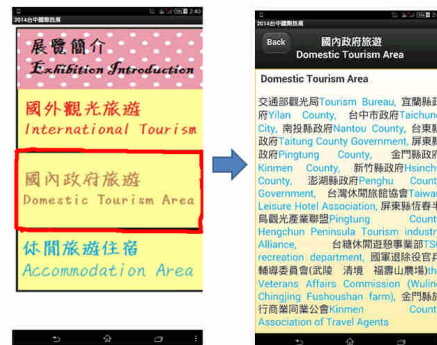 2:40
2014台中國際旅展
展覽簡介
Exhibition Introduction
國外觀光旅遊
International Tourism
國內政府旅遊
Domestic Tourism Area
休閒旅遊住宿
Accommodation Area
2014台中國際旅展
Back
國內政府旅遊
Domestic Tourism Area
Domestic Tourism Area
交通部觀光局Tourism Bureau, 宜蘭縣政
府Yilan County, 台中市政府Taichung
City, 南投縣政府Nantou County, 台東縣
政府Taitung County Government, 屏東縣
政府Pingtung County, 金門縣政府
Kinmen County, 新竹縣政府Hsinchu
County, 澎湖縣政府Penghu County
Government, 台灣休閒旅館協會Taiwan
Leisure Hotel Association, 屏東縣恆春半
島觀光產業聯盟Pingtung County
Hengchun Peninsula Tourism industry
Alliance, 台糖休閒遊憩事業部TSC
recreation department, 國軍退除役官兵
輔導委員會(武陵 清境 福壽山農場)the
Veterans Affairs Commission (Wuling
Chingjing Fushoushan farm), 金門縣旅
行商業同業公會Kinmen County
Association of Travel Agents